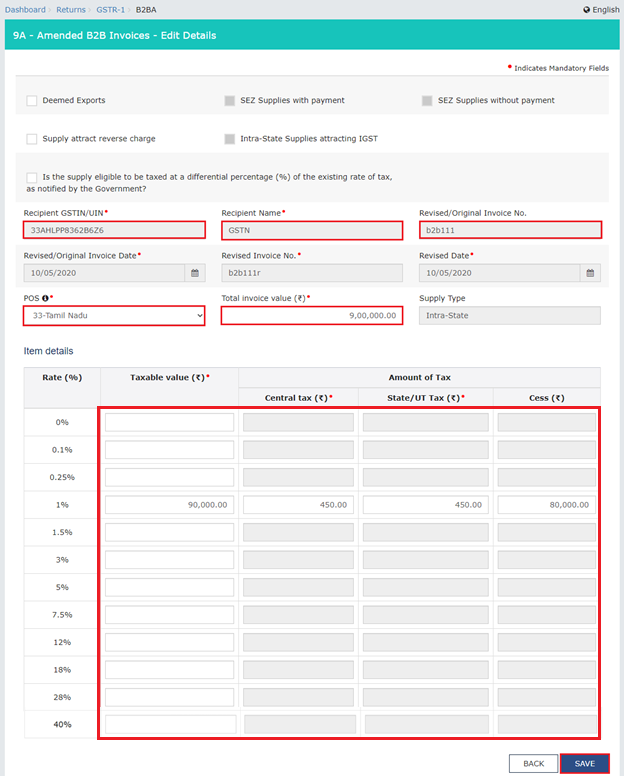 Dashboard › Returns › GSTR-1 › B2BA English
9A - Amended B2B Invoices - Edit Details
• Indicates Mandatory Fields
Deemed Exports SEZ Supplies with payment SEZ Supplies without payment
Supply attract reverse charge Intra-State Supplies attracting IGST
Is the supply eligible to be taxed at a differential percentage (%) of the existing rate of tax,
as notified by the Government?
Recipient GSTIN/UIN• Recipient Name• Revised/Original Invoice No.
33AHLPP8362B6Z6 GSTN b2b111
Revised/Original Invoice Date• Revised Invoice No.• Revised Date•
10/05/2020 b2b111r 10/05/2020
POS • Total invoice value (₹)• Supply Type
33-Tamil Nadu 9,00,000.00 Intra-State
Item details
Rate (%) Taxable value (₹)• Amount of Tax
Central tax (₹)• State/UT Tax (₹)• Cess (₹)
0%
0.1%
0.25%
1% 90,000.00 450.00 450.00 80,000.00
1.5%
3%
5%
7.5%
12%
18%
28%
40%
BACK SAVE